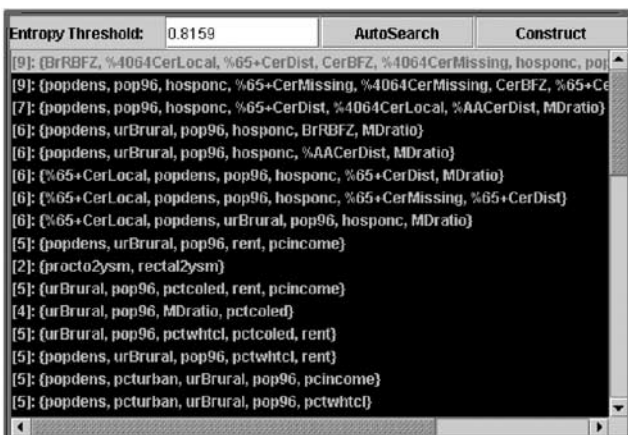 Entropy Threshold: 0.8159 AutoSearch Construct
[9]: {BrRBFZ, %4064CerLocal, %65+CerDist, CerBFZ, %4064CerMissing, hosponc, pop
[9]: {popdens, pop96, hosponc, %65+CerMissing, %4064CerMissing, CerBFZ, %65+Ce
[7]: {popdens, pop96, hosponc, %65+CerDist, %4064CerLocal, %AACerDist, MDratio}
[6]: {popdens, urBrural, pop96, hosponc, BrRBFZ, MDratio}
[6]: {popdens, urBrural, pop96, hosponc, %AACerDist, MDratio}
[6]: {%65+CerLocal, popdens, pop96, hosponc, %65+CerDist, MDratio}
[6]: {%65+CerLocal, popdens, pop96, hosponc, %65+CerMissing, %65+CerDist}
[6]: {%65+CerLocal, popdens, urBrural, pop96, hosponc, MDratio}
[5]: {popdens, urBrural, pop96, rent, pcincome}
[2]: {procto2ysm, rectal2ysm}
[5]: {urBrural, pop96, pctcoled, rent, pcincome}
[4]: {urBrural, pop96, MDratio, pctcoled}
[5]: {urBrural, pop96, pctwhtcl, pctcoled, rent}
[5]: {popdens, urBrural, pop96, pctwhtcl, rent}
[5]: {popdens, pcturban, urBrural, pop96, pcincome}
[5]: {popdens, pcturban, urBrural, pop96, pctwhtcl}